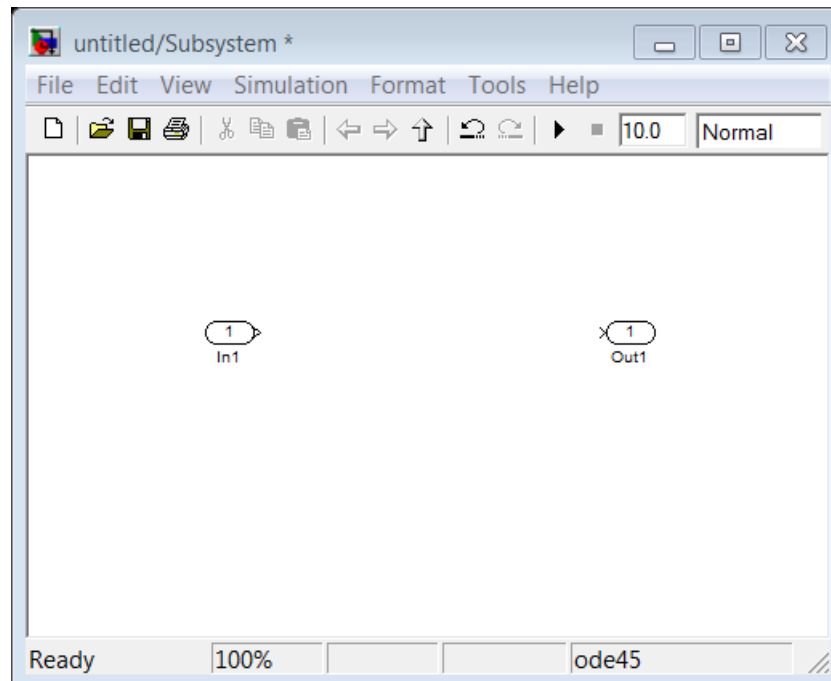 untitled/Subsystem *
File Edit View Simulation Format Tools Help
10.0 Normal
1 1
In1 Out1
Ready 100% ode45